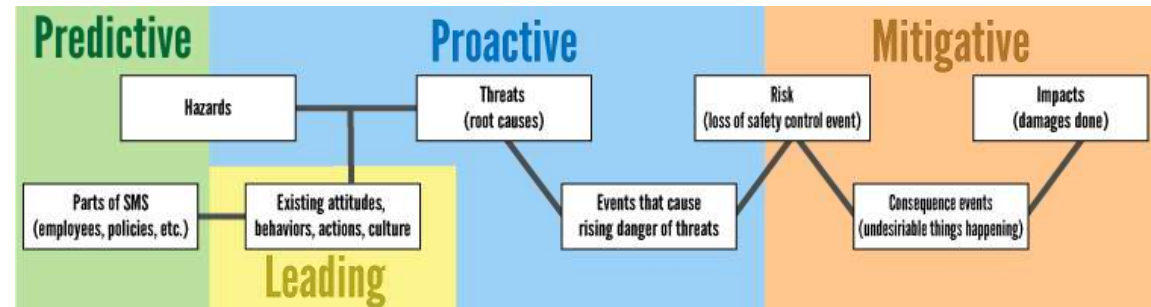 Predictive
Proactive
Mitigative
Hazards
Threats
(root causes)
Risk
(loss of safety control event)
Impacts
(damages done)
Parts of SMS
(employees, policies, etc.)
Existing attitudes,
behaviors, actions, culture
Events that cause
rising danger of threats
Consequence events
(undesiriable things happening)
Leading